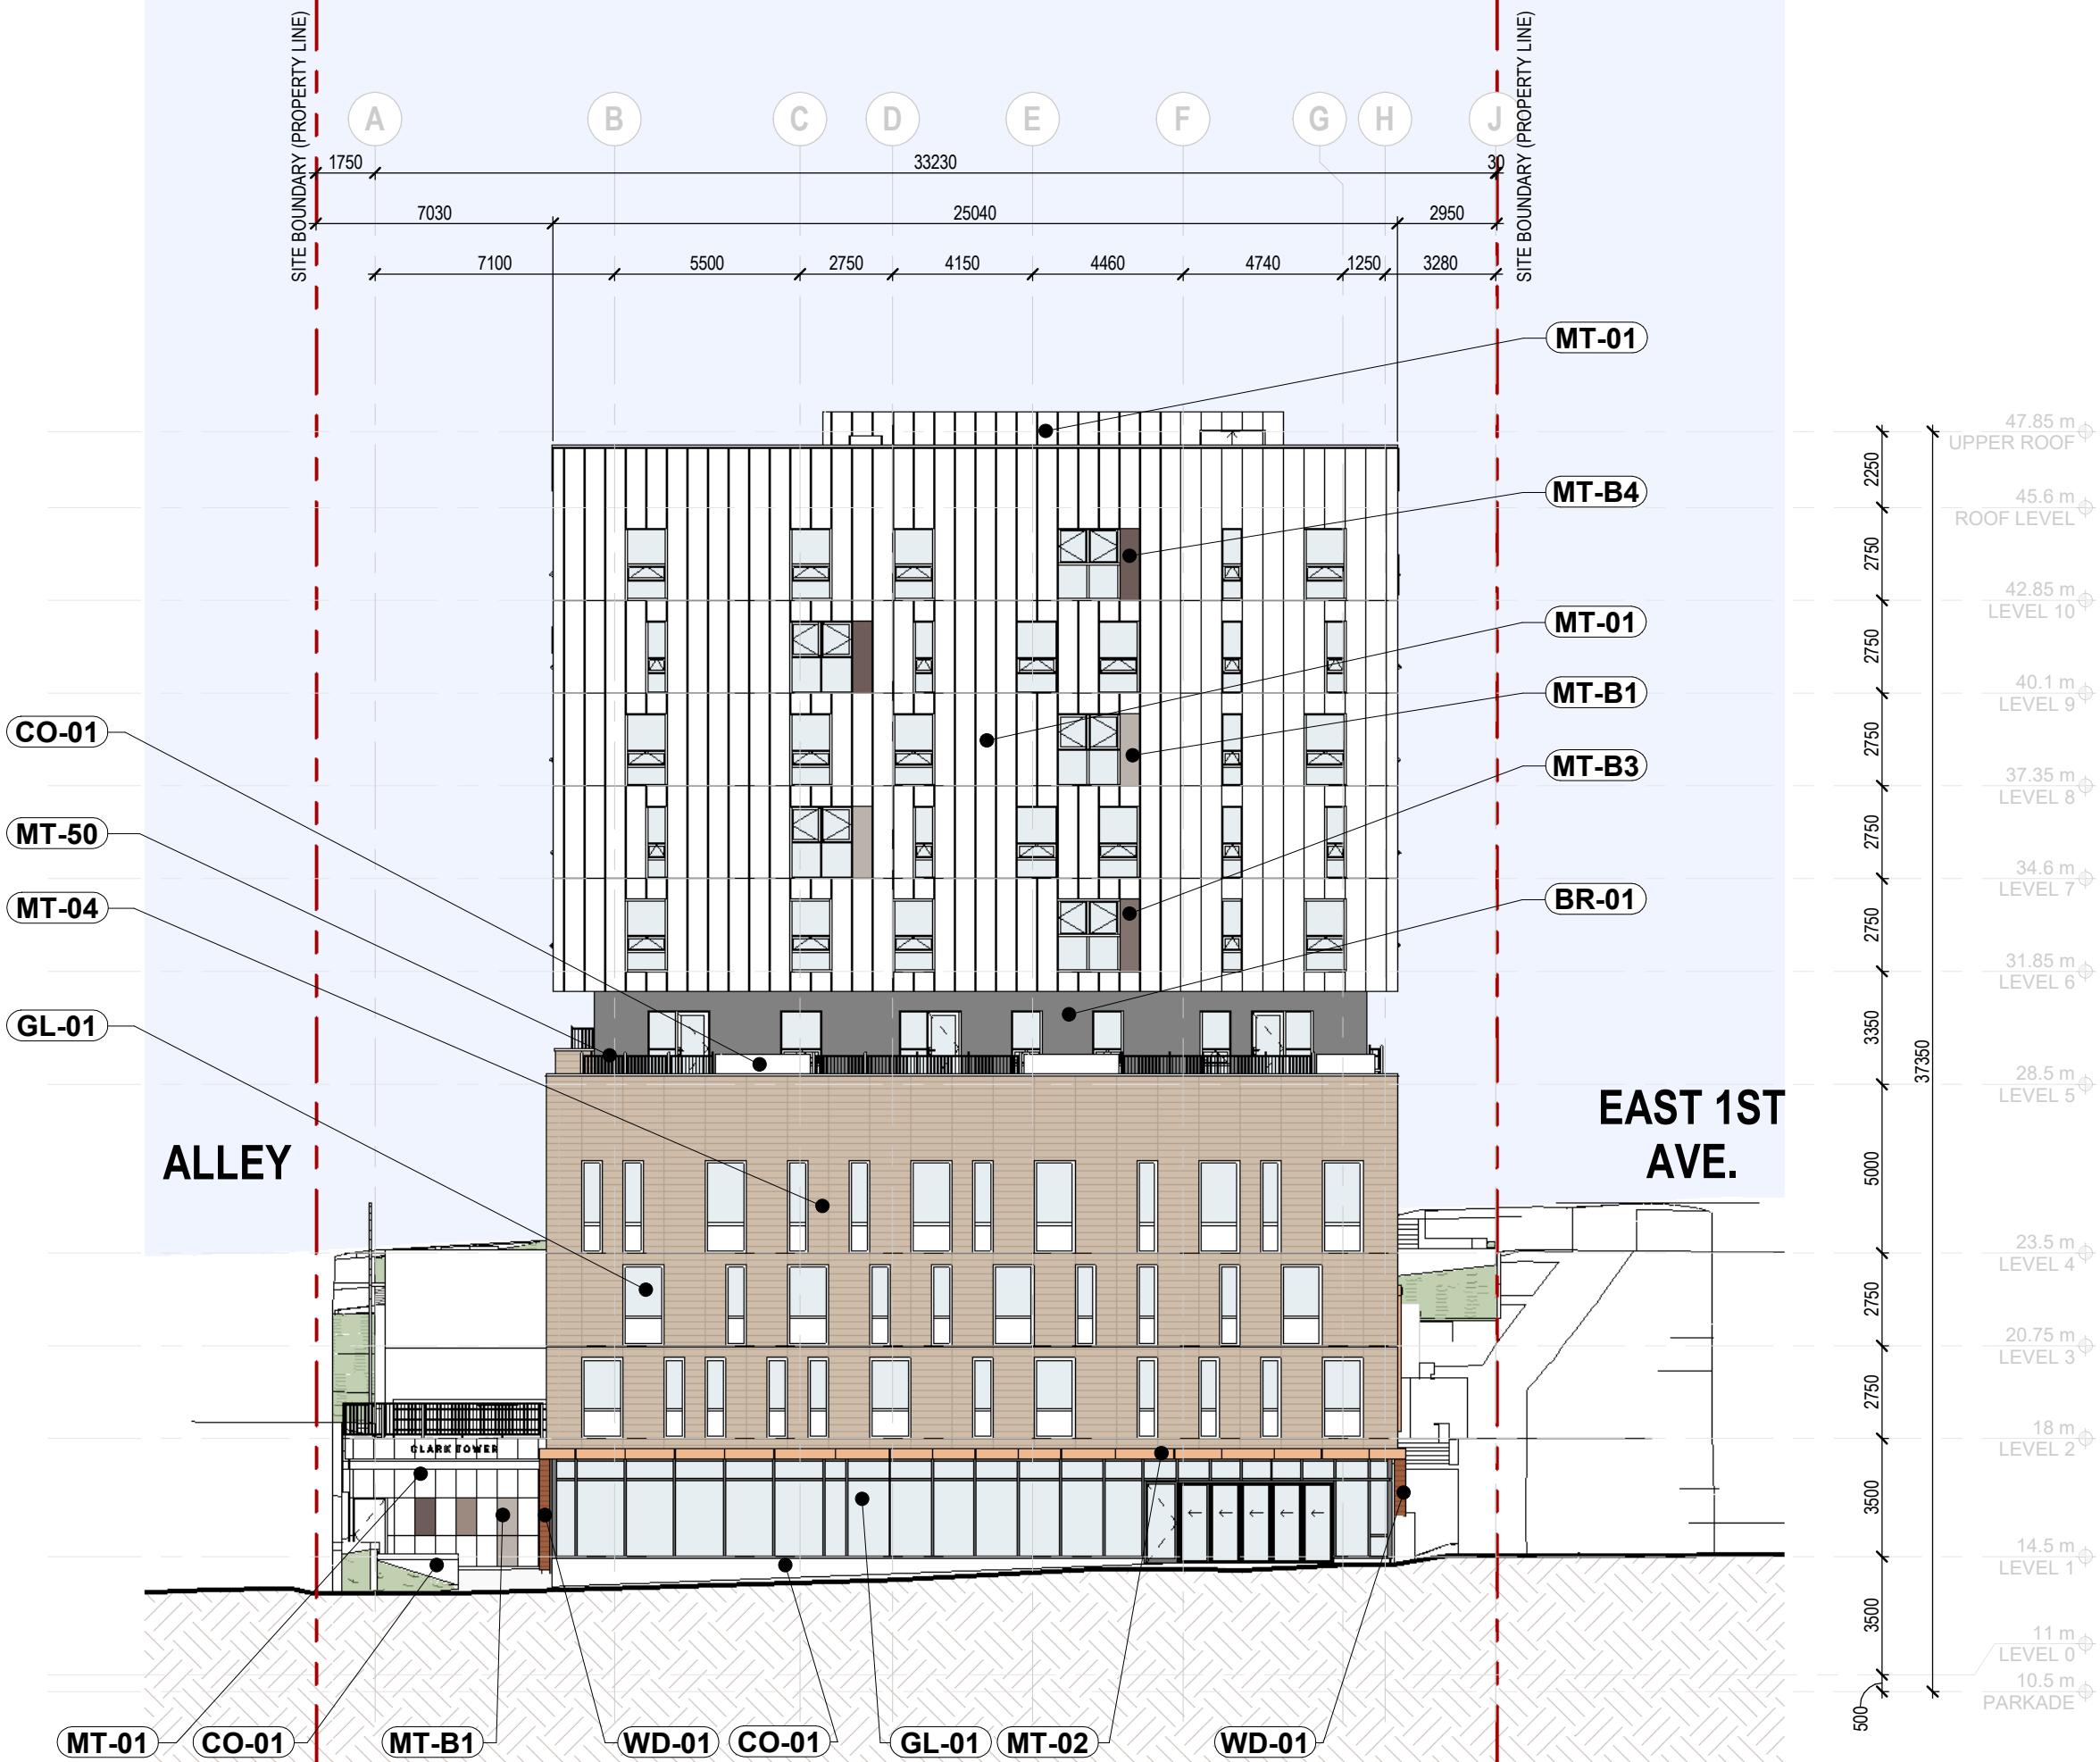 SITE BOUNDARY (PROPERTY LINE)
SITE BOUNDARY (PROPERTY LINE)
A
B
C
D
E
F
G
H
J
1750
33230
30
7030
25040
2950
7100
5500
2750
4150
4460
4740
1250
3280
MT-01
MT-B4
MT-01
MT-B1
MT-B3
BR-01
CO-01
MT-50
MT-04
GL-01
ALLEY
EAST 1ST
AVE.
CLARK TOWER
47.85 m
UPPER ROOF
45.6 m
ROOF LEVEL
42.85 m
LEVEL 10
40.1 m
LEVEL 9
37.35 m
LEVEL 8
34.6 m
LEVEL 7
31.85 m
LEVEL 6
28.5 m
LEVEL 5
23.5 m
LEVEL 4
20.75 m
LEVEL 3
18 m
LEVEL 2
14.5 m
LEVEL 1
11 m
LEVEL 0
10.5 m
PARKADE
2250
2750
2750
2750
2750
2750
3350
5000
2750
2750
3500
3500
500
37350
MT-01
CO-01
MT-B1
WD-01
CO-01
GL-01
MT-02
WD-01